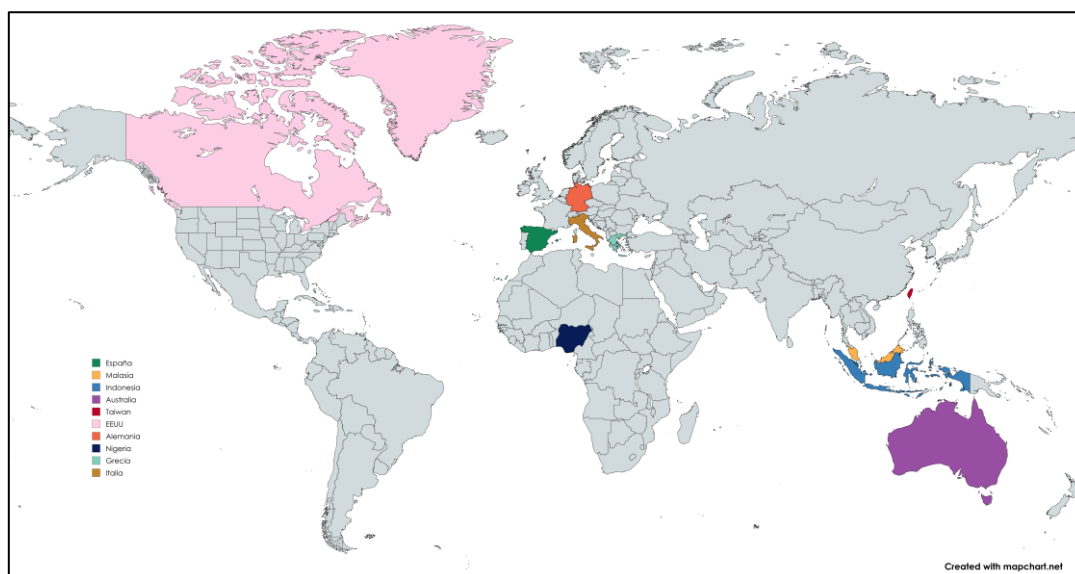 España
Malasia
Indonesia
Australia
Taiwan
EEUU
Alemania
Nigeria
Grecia
Italia
Created with mapchart.net